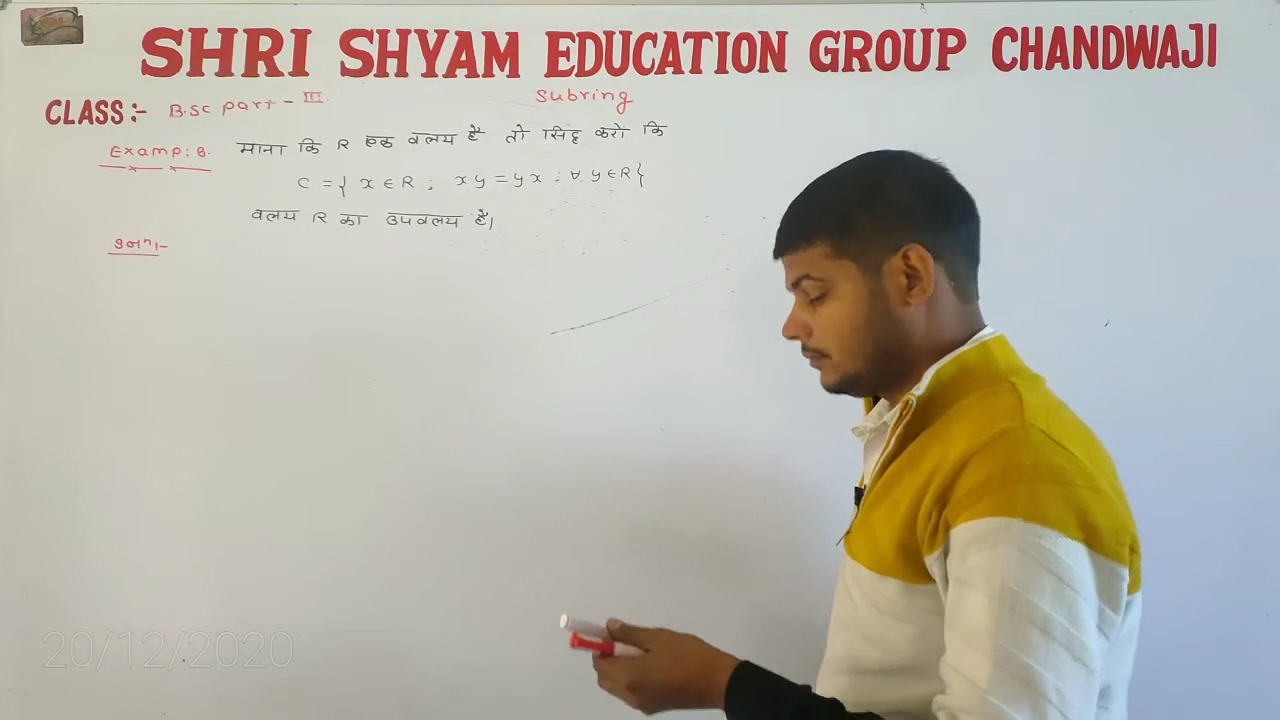 SHRI SHYAM EDUCATION GROUP CHANDWAJI
CLASS :- B.sc part - III
Subring
Examp: 8. माना कि R एक वलय है तो सिद्ध करो कि
C = { x ∈ R ; xy = yx ; ∀ y ∈ R }
वलय R का उपवलय है।
20/12/2020